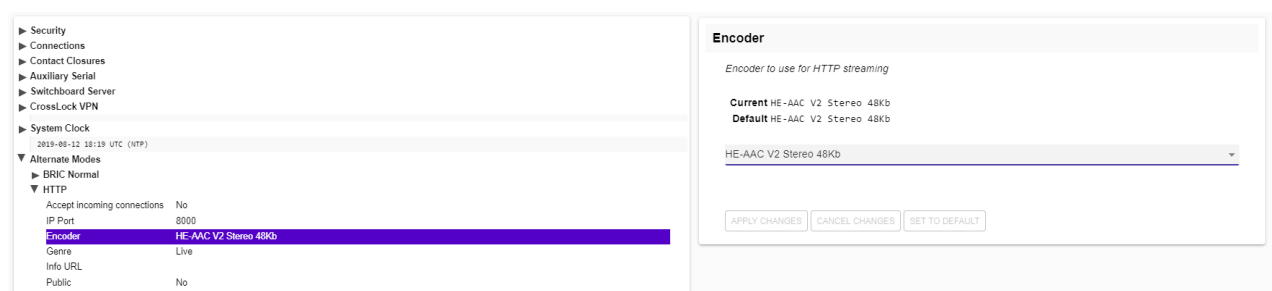 Security
Connections
Contact Closures
Auxiliary Serial
Switchboard Server
CrossLock VPN
System Clock
2019-08-12 18:19 UTC (NTP)
Alternate Modes
BRIC Normal
HTTP
Accept incoming connections No
IP Port 8000
Encoder HE-AAC V2 Stereo 48Kb
Genre Live
Info URL
Public No
Encoder
Encoder to use for HTTP streaming
Current HE-AAC V2 Stereo 48Kb
Default HE-AAC V2 Stereo 48Kb
HE-AAC V2 Stereo 48Kb
APPLY CHANGES CANCEL CHANGES SET TO DEFAULT